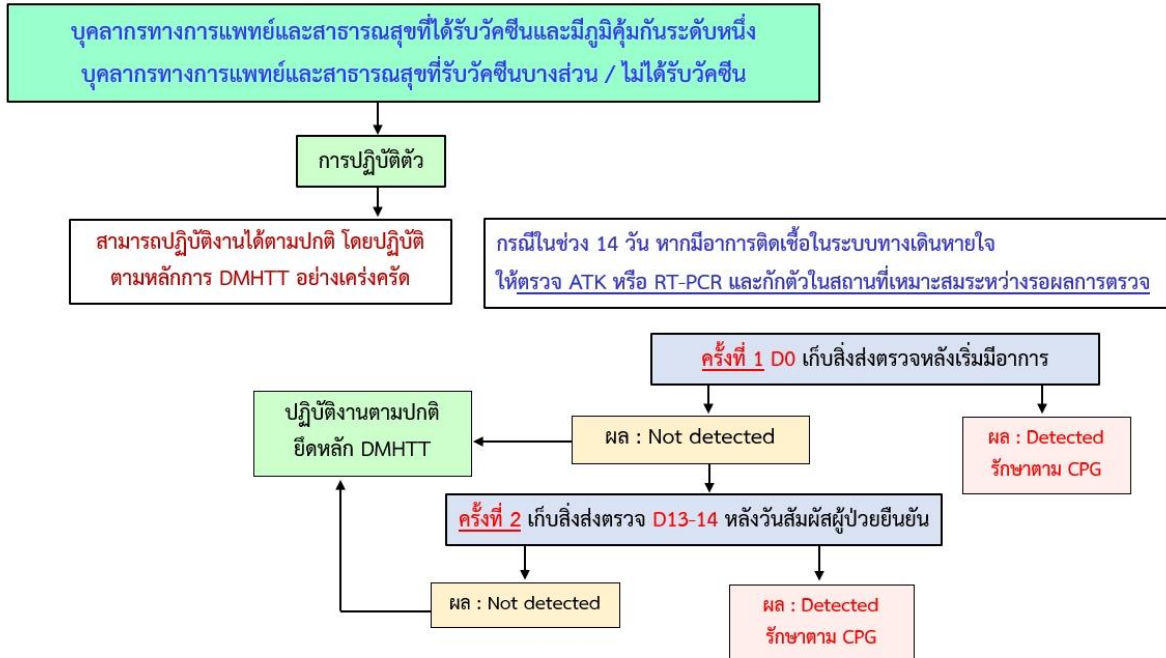 บุคลากรทางการแพทย์และสาธารณสุขที่ได้รับวัคซีนและมีภูมิคุ้มกันระดับหนึ่ง
บุคลากรทางการแพทย์และสาธารณสุขที่รับวัคซีนบางส่วน / ไม่ได้รับวัคซีน
การปฏิบัติตัว
สามารถปฏิบัติงานได้ตามปกติ โดยปฏิบัติ
ตามหลักการ DMHTT อย่างเคร่งครัด
กรณีในช่วง 14 วัน หากมีอาการติดเชื้อในระบบทางเดินหายใจ
ให้ตรวจ ATK หรือ RT-PCR และกักตัวในสถานที่เหมาะสมระหว่างรอผลการตรวจ
ครั้งที่ 1 D0 เก็บสิ่งส่งตรวจหลังเริ่มมีอาการ
ปฏิบัติงานตามปกติ
ยึดหลัก DMHTT
ผล : Not detected
ผล : Detected
รักษาตาม CPG
ครั้งที่ 2 เก็บสิ่งส่งตรวจ D13-14 หลังวันสัมผัสผู้ป่วยยืนยัน
ผล : Not detected
ผล : Detected
รักษาตาม CPG